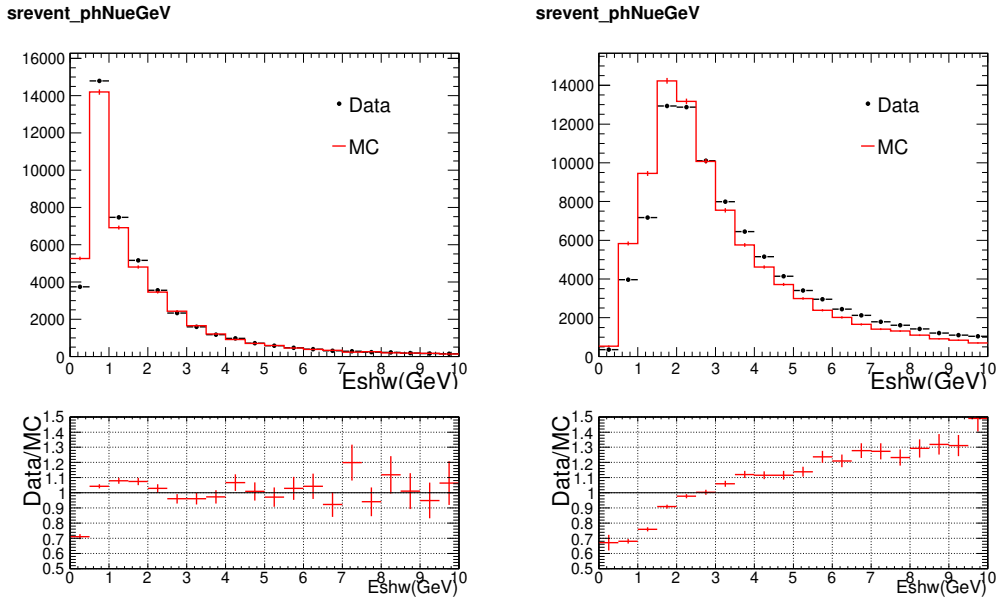 srevent_phNueGeV
16000
14000
12000
10000
8000
6000
4000
2000
0
Data
MC
0 1 2 3 4 5 6 7 8 9 10
Eshw(GeV)
Data/MC
1.5
1.4
1.3
1.2
1.1
1
0.9
0.8
0.7
0.6
0.5
0 1 2 3 4 5 6 7 8 9 10
Eshw(GeV)
srevent_phNueGeV
14000
12000
10000
8000
6000
4000
2000
0
Data
MC
0 1 2 3 4 5 6 7 8 9 10
Eshw(GeV)
Data/MC
1.5
1.4
1.3
1.2
1.1
1
0.9
0.8
0.7
0.6
0.5
0 1 2 3 4 5 6 7 8 9 10
Eshw(GeV)